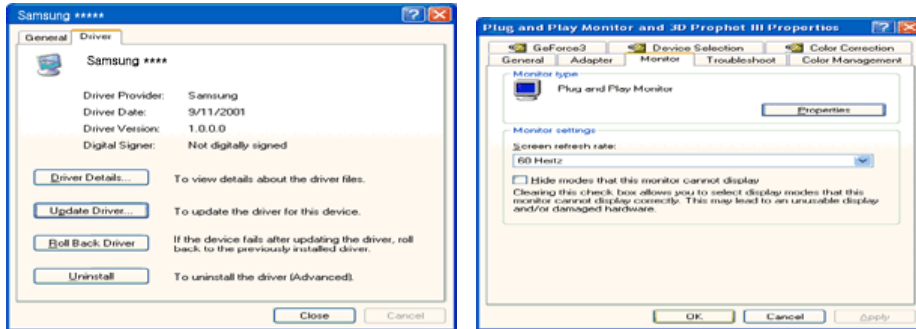 Samsung *****
General Driver
Samsung ****
Driver Provider: Samsung
Driver Date: 9/11/2001
Driver Version: 1.0.0.0
Digital Signer: Not digitally signed
Driver Details... To view details about the driver files.
Update Driver... To update the driver for this device.
Roll Back Driver If the device fails after updating the driver, roll
back to the previously installed driver.
Uninstall To uninstall the driver (Advanced).
Close Cancel
Plug and Play Monitor and 3D Prophet III Properties
GeForce3 Device Selection Color Correction
General Adapter Monitor Troubleshoot Color Management
Monitor type
Plug and Play Monitor
Properties
Monitor settings
Screen refresh rate:
60 Hertz
Hide modes that this monitor cannot display
Clearing this check box allows you to select display modes that this
monitor cannot display correctly. This may lead to an unusable display
and/or damaged hardware.
OK Cancel Apply